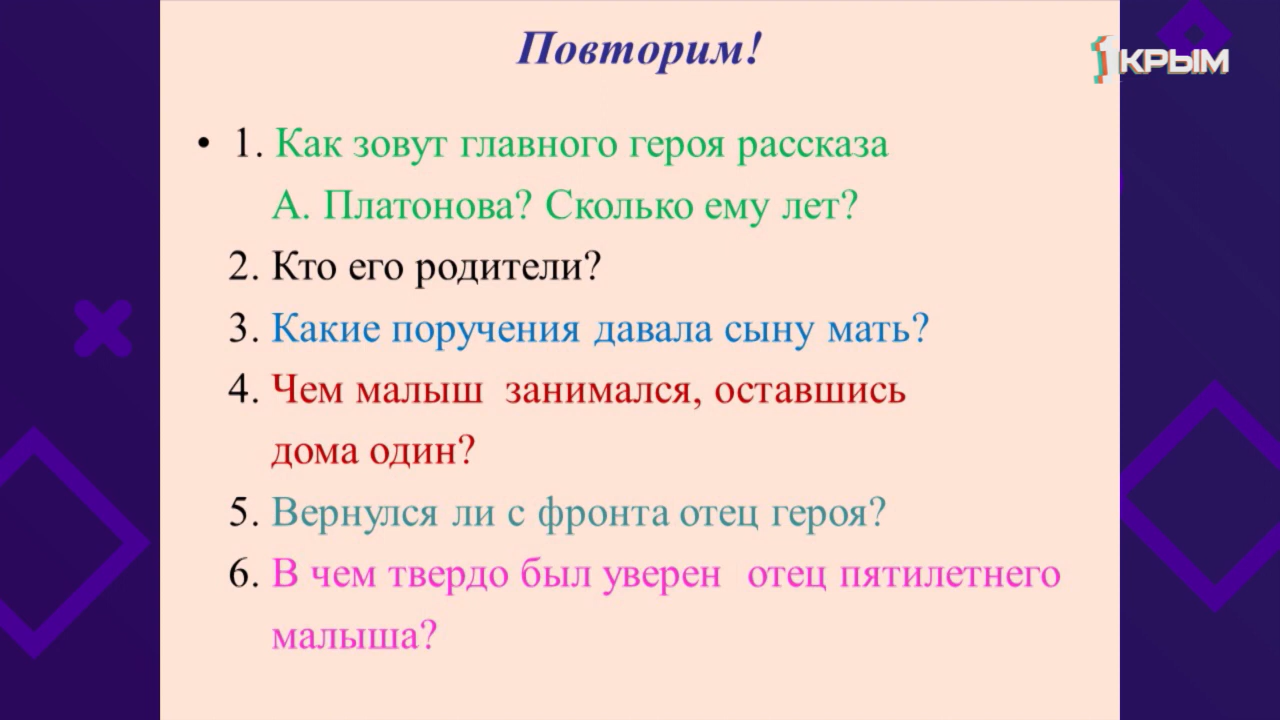 Повторим!
1КРЫМ
• 1. Как зовут главного героя рассказа
А. Платонова? Сколько ему лет?
2. Кто его родители?
3. Какие поручения давала сыну мать?
4. Чем малыш занимался, оставшись
дома один?
5. Вернулся ли с фронта отец героя?
6. В чем твердо был уверен отец пятилетнего
малыша?